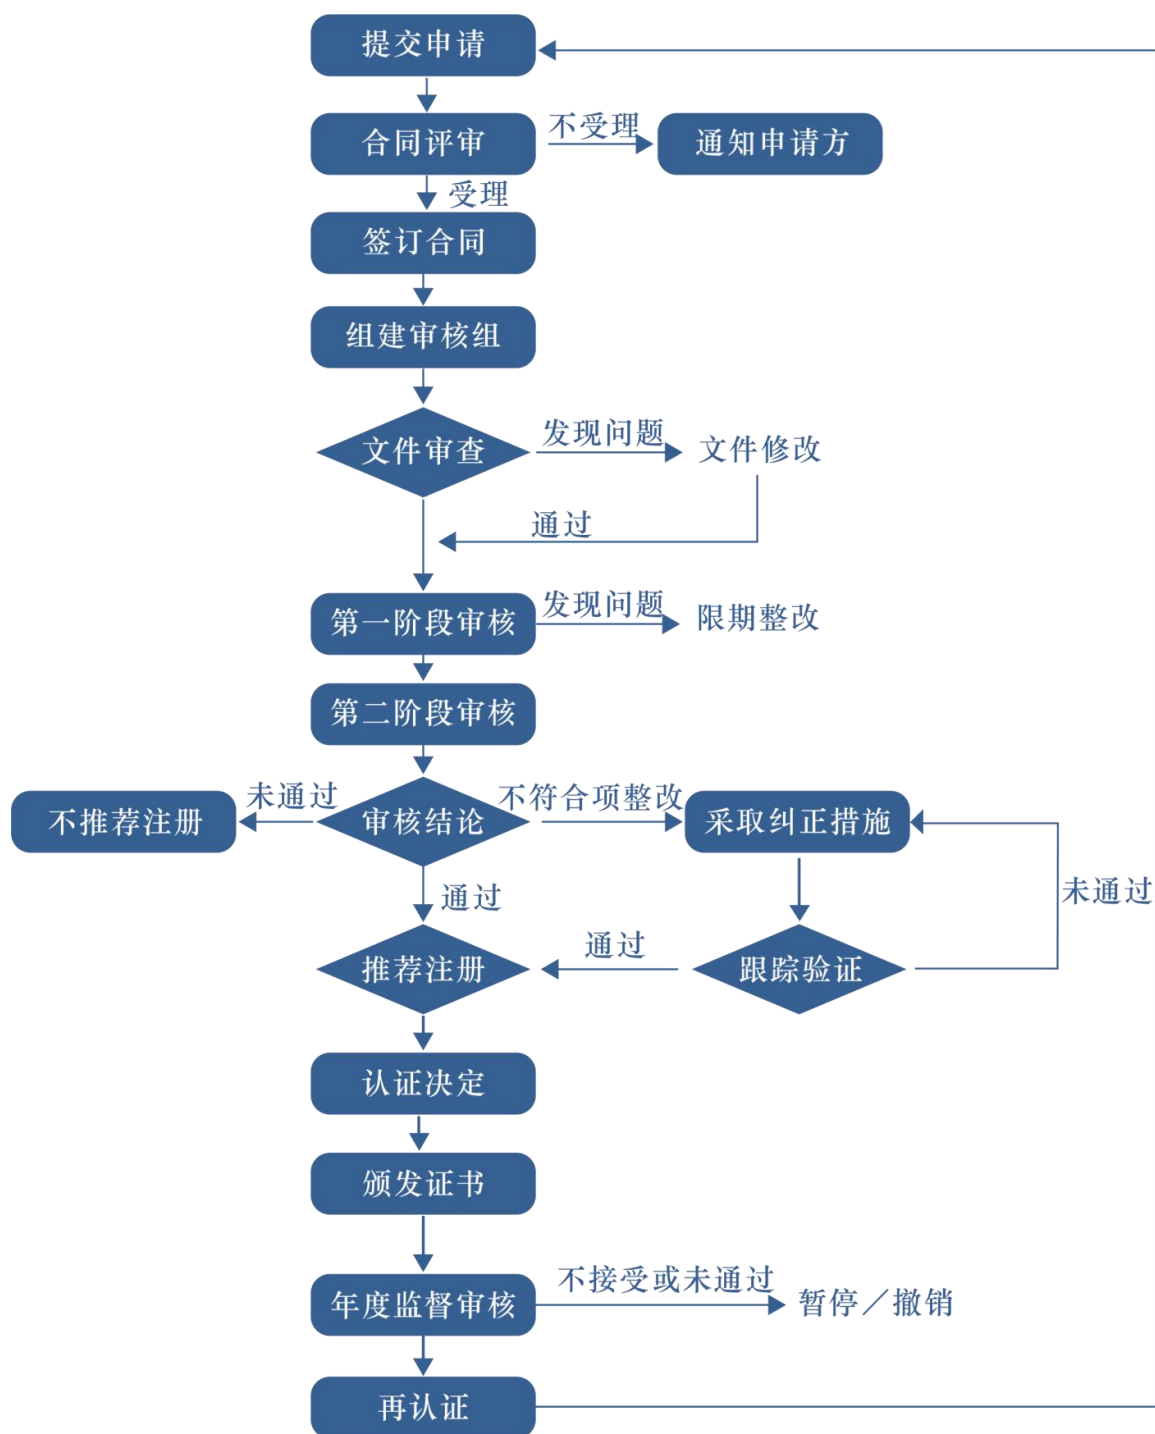 提交申请
合同评审
不受理
通知申请方
受理
签订合同
组建审核组
文件审查
发现问题
文件修改
通过
第一阶段审核
发现问题
限期整改
第二阶段审核
不推荐注册
未通过
审核结论
不符合项整改
采取纠正措施
未通过
通过
推荐注册
通过
跟踪验证
认证决定
颁发证书
年度监督审核
不接受或未通过
暂停／撤销
再认证